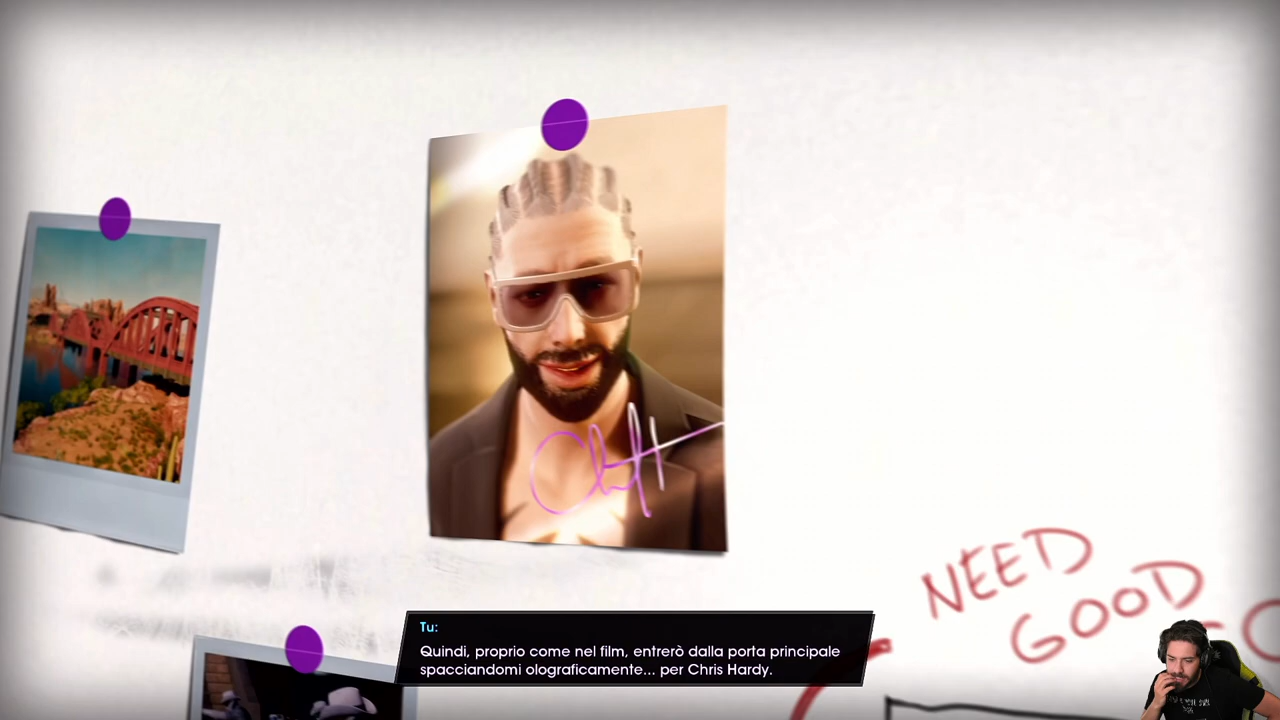 NEED
GOOD
Tu:
Quindi, proprio come nel film, entrerò dalla porta principale
spacciandomi olograficamente... per Chris Hardy.